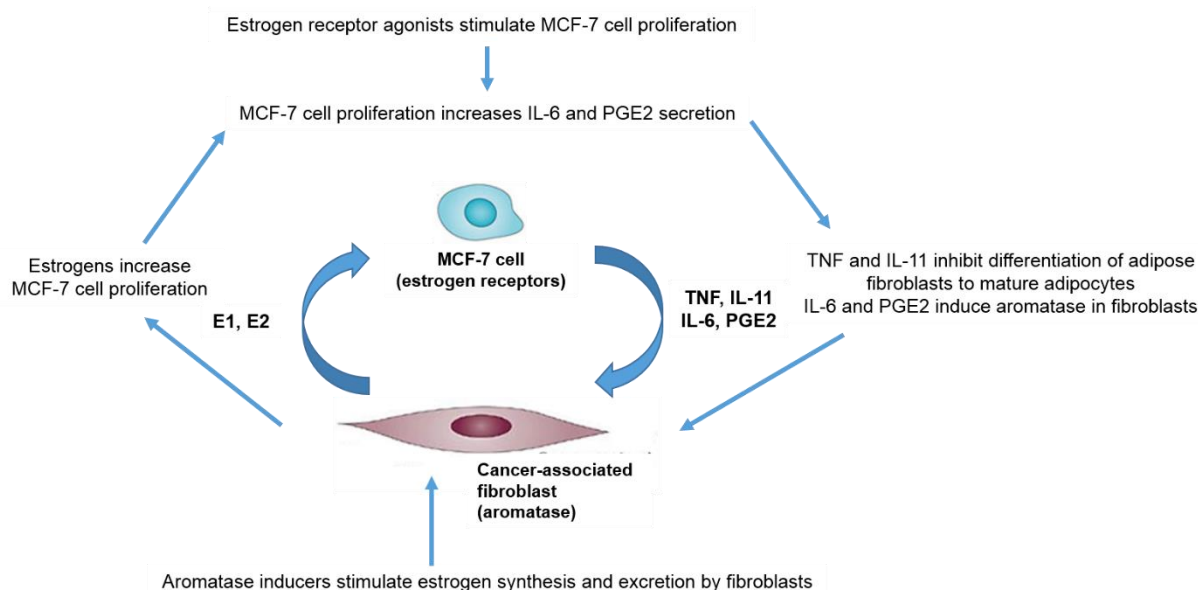 Estrogen receptor agonists stimulate MCF-7 cell proliferation
MCF-7 cell proliferation increases IL-6 and PGE2 secretion
MCF-7 cell
(estrogen receptors)
Estrogens increase
MCF-7 cell proliferation
E1, E2
TNF, IL-11
IL-6, PGE2
TNF and IL-11 inhibit differentiation of adipose
fibroblasts to mature adipocytes
IL-6 and PGE2 induce aromatase in fibroblasts
Cancer-associated
fibroblast
(aromatase)
Aromatase inducers stimulate estrogen synthesis and excretion by fibroblasts